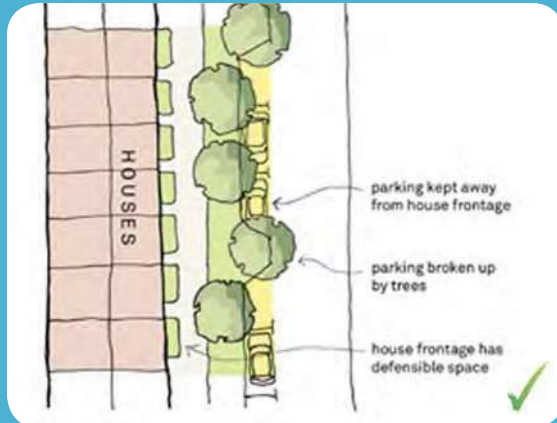 HOUSES
parking kept away
from house frontage
parking broken up
by trees
house frontage has
defensible space